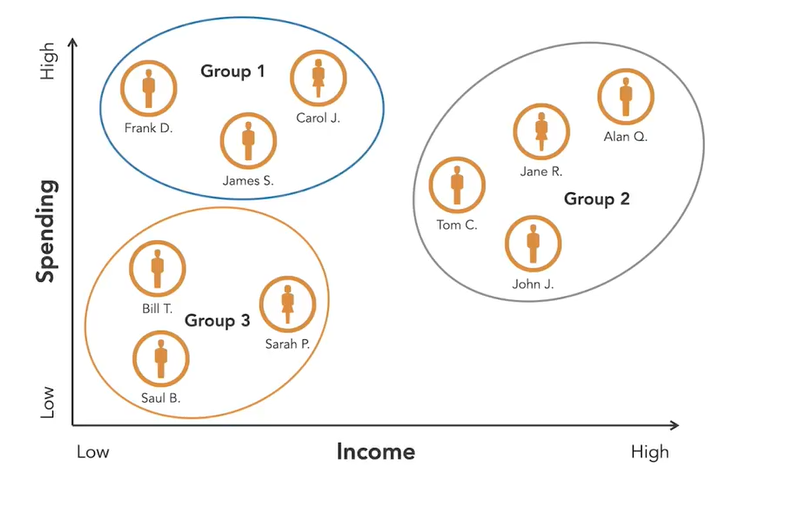 High
Group 1
Frank D.
Carol J.
James S.
Alan Q.
Jane R.
Group 2
Tom C.
John J.
Spending
Bill T.
Group 3
Sarah P.
Saul B.
Low
Low
Income
High